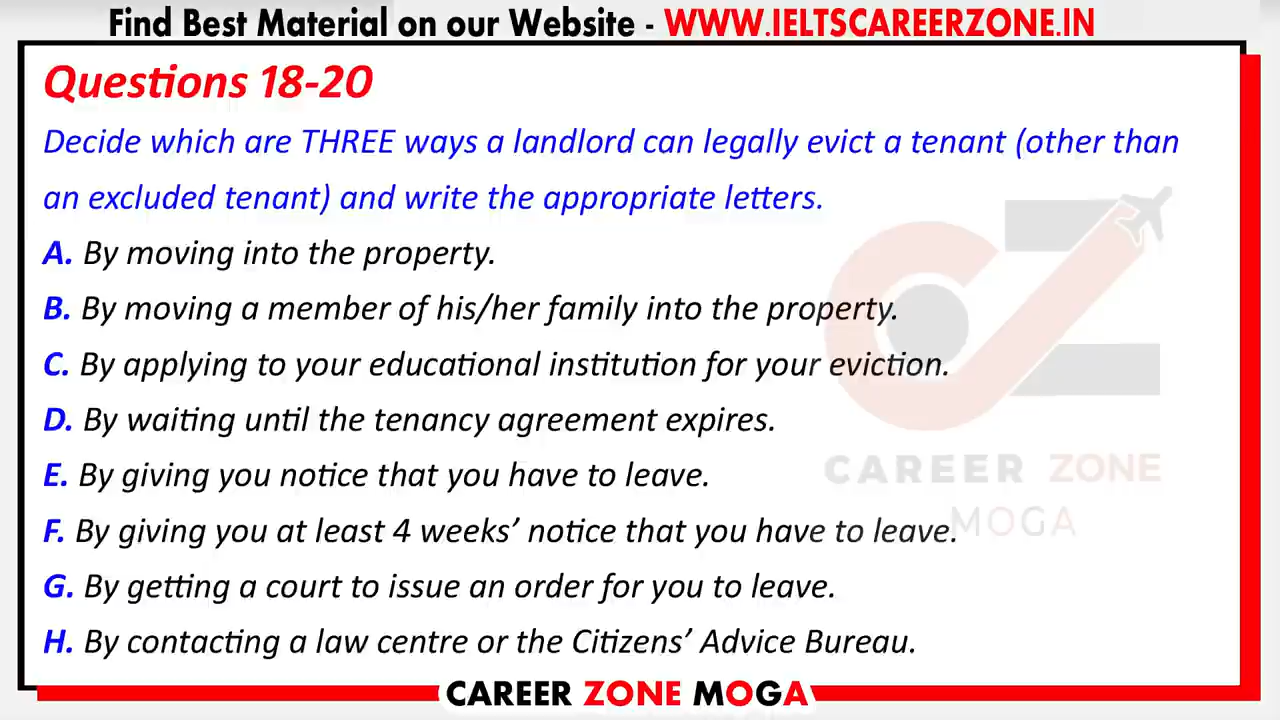 Find Best Material on our Website - WWW.IELTSCAREERZONE.IN
Questions 18-20
Decide which are THREE ways a landlord can legally evict a tenant (other than
an excluded tenant) and write the appropriate letters.
A. By moving into the property.
B. By moving a member of his/her family into the property.
C. By applying to your educational institution for your eviction.
D. By waiting until the tenancy agreement expires.
E. By giving you notice that you have to leave.
F. By giving you at least 4 weeks’ notice that you have to leave.
G. By getting a court to issue an order for you to leave.
H. By contacting a law centre or the Citizens’ Advice Bureau.
CAREER ZONE
MOGA
CAREER ZONE MOGA